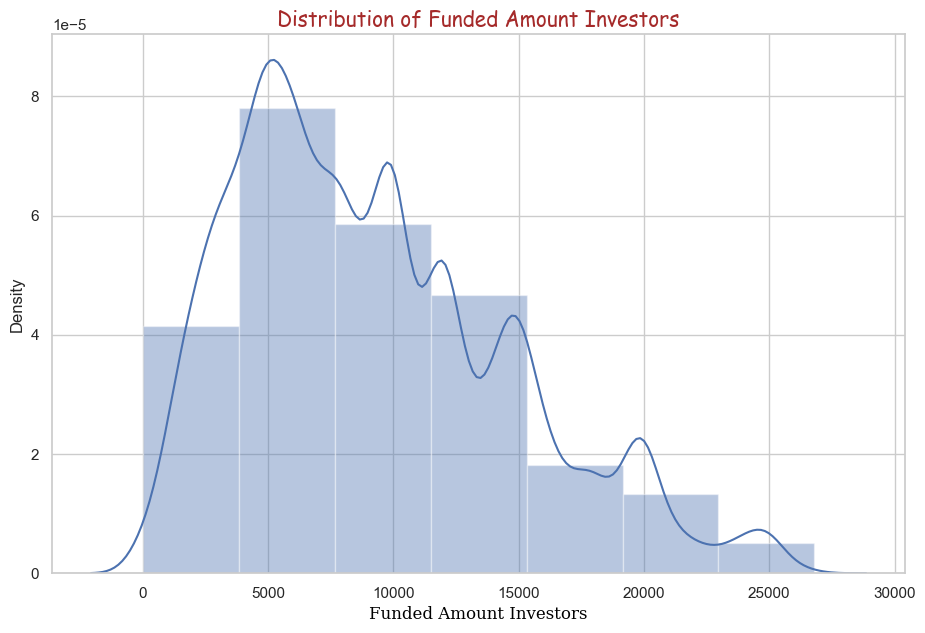 Distribution of Funded Amount Investors
1e−5
8
6
4
2
0
Density
0 5000 10000 15000 20000 25000 30000
Funded Amount Investors